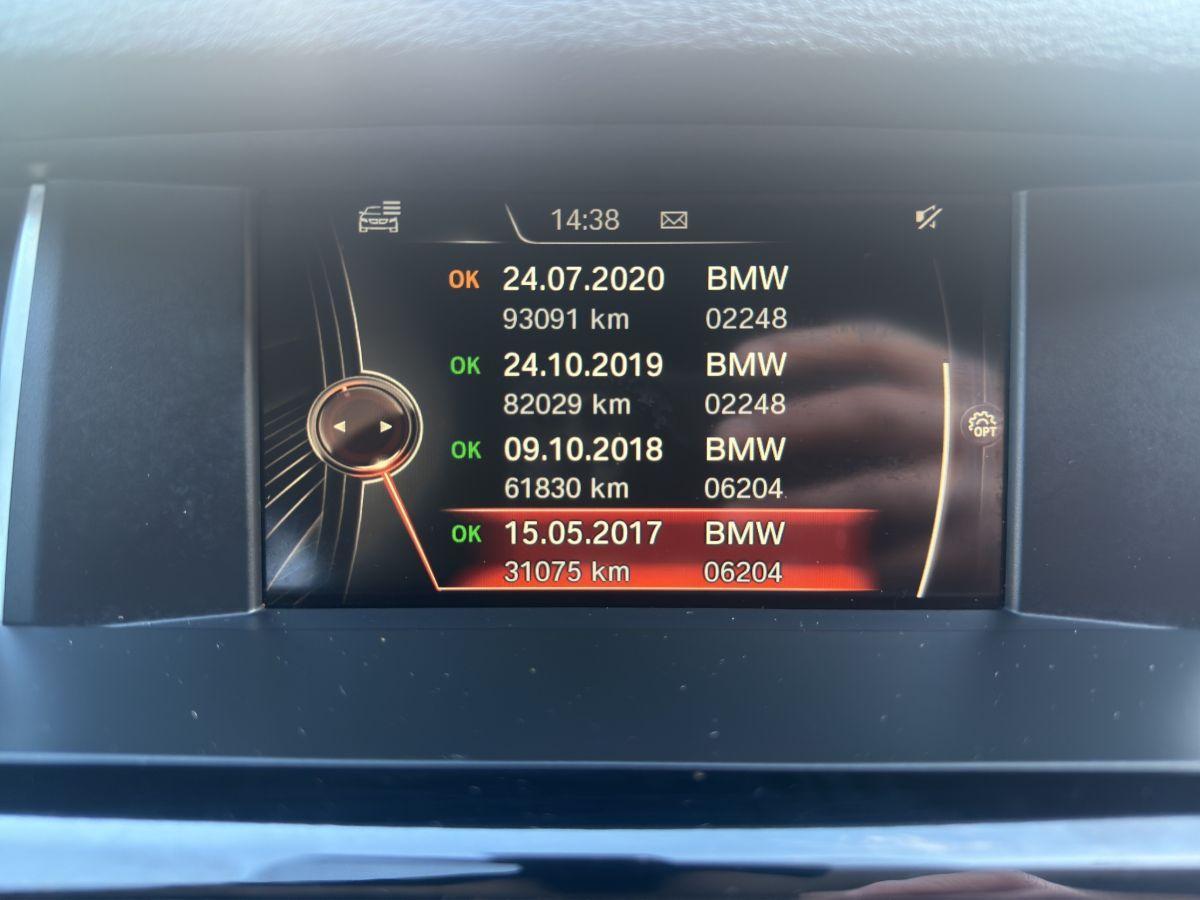 14:38
OK 24.07.2020 BMW
93091 km 02248
OK 24.10.2019 BMW
82029 km 02248
OK 09.10.2018 BMW
61830 km 06204
OPT
OK 15.05.2017 BMW
31075 km 06204